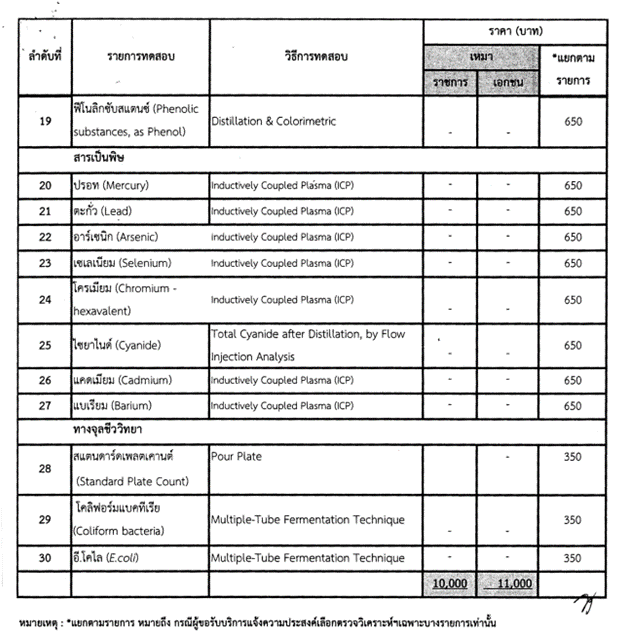 ราคา (บาท)
ลำดับที่ รายการทดสอบ วิธีการทดสอบ เหมา *แยกตาม
ราชการ เอกชน รายการ
19 ฟีโนลิกซับสแตนซ์ (Phenolic substances, as Phenol) Distillation & Colorimetric - - 650
สารเป็นพิษ
20 ปรอท (Mercury) Inductively Coupled Plasma (ICP) - - 650
21 ตะกั่ว (Lead) Inductively Coupled Plasma (ICP) - - 650
22 อาร์เซนิก (Arsenic) Inductively Coupled Plasma (ICP) - - 650
23 เซเลเนียม (Selenium) Inductively Coupled Plasma (ICP) - - 650
24 โครเมียม (Chromium - hexavalent) Inductively Coupled Plasma (ICP) - - 650
25 ไซยาไนด์ (Cyanide) Total Cyanide after Distillation, by Flow Injection Analysis - - 650
26 แคดเมียม (Cadmium) Inductively Coupled Plasma (ICP) - - 650
27 แบเรียม (Barium) Inductively Coupled Plasma (ICP) - - 650
ทางจุลชีววิทยา
28 สแตนดาร์ดเพลตเคานต์ (Standard Plate Count) Pour Plate - 350
29 โคลิฟอร์มแบคทีเรีย (Coliform bacteria) Multiple-Tube Fermentation Technique - - 350
30 อี.โคไล (E.coli) Multiple-Tube Fermentation Technique - - 350
10,000 11,000
หมายเหตุ : *แยกตามรายการ หมายถึง กรณีผู้ขอรับบริการแจ้งความประสงค์เลือกตรวจวิเคราะห์ฯเฉพาะบางรายการเท่านั้น